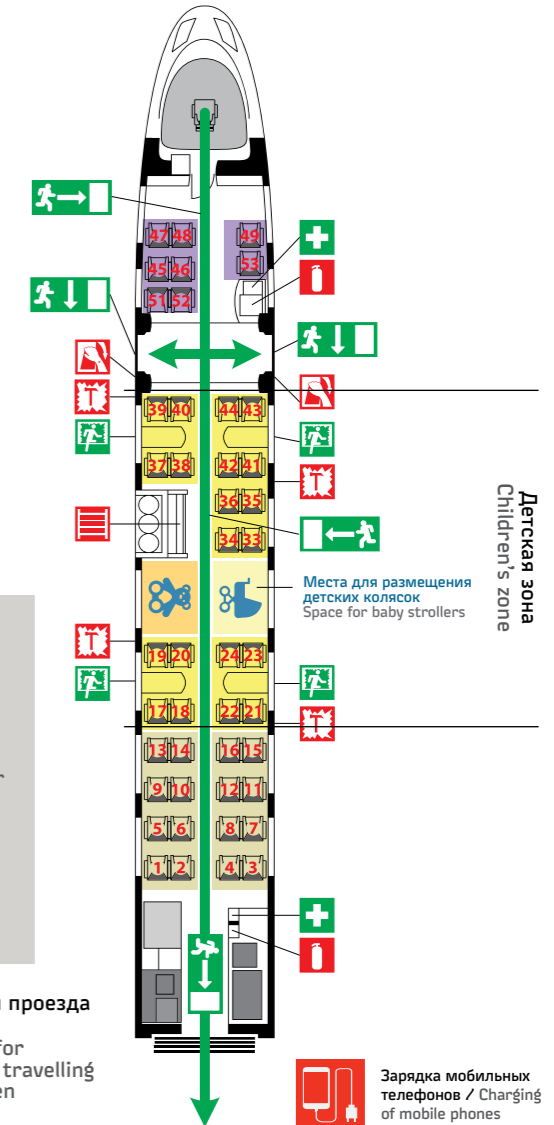 47 48 49
45 46 53
51 52
39 40 44 43
T
37 38 42 41
T
36 35
34 33
Места для размещения
детских колясок
Space for baby strollers
Детская зона
Children's zone
19 20 24 23
T
17 18 22 21
T
13 14 16 15
9 10 12 11
5 6 8 7
1 2 4 3
проезда
for
travelling
en
Зарядка мобильных
телефонов / Charging
of mobile phones